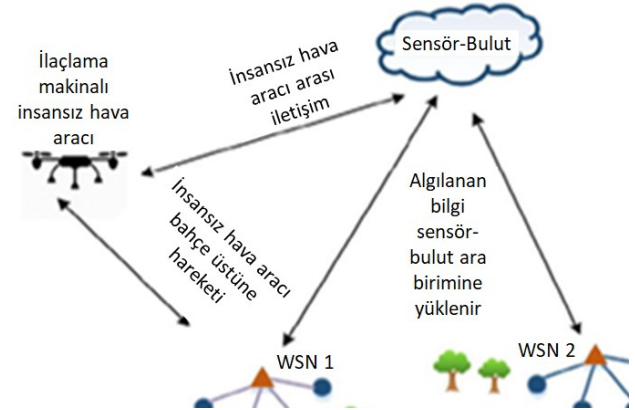 Sensör-Bulut
İlaçlama
makinalı
insansız hava
aracı
İnsansız hava
aracı arası
iletişim
İnsansız hava aracı
bahçe üstüne
hareketi
Algılanan
bilgi
sensör-
bulut ara
birimine
yüklenir
WSN 1
WSN 2